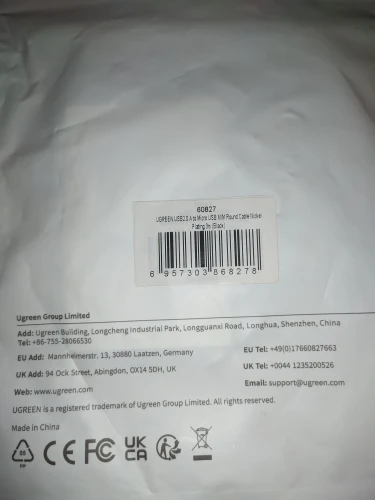 60827
UGREEN USB2.0 A to Micro USB M/M Round Cable Nickel
Plating 3m (Black)
6 957303 868278
Ugreen Group Limited
Add: Ugreen Building, Longcheng Industrial Park, Longguanxi Road, Longhua, Shenzhen, China
Tel: +86-755-28066530
EU Add: Mannheimerstr. 13, 30880 Laatzen, Germany
EU Tel: +49(0)17660827663
UK Add: 94 Ock Street, Abingdon, OX14 5DH, UK
UK Tel: +0044 1235200526
Web: www.ugreen.com
Email: support@ugreen.com
UGREEN is a registered trademark of Ugreen Group Limited. All rights reserved.
Made in China
CE FC UK
CA